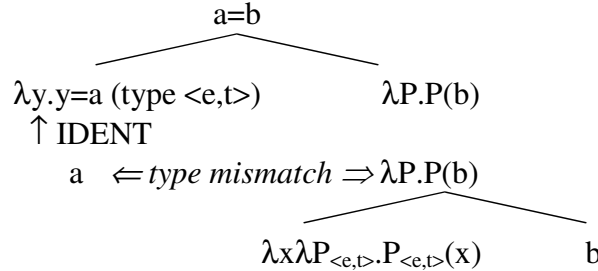 a=b
λy.y=a (type <e,t>) λP.P(b)
↑ IDENT
a ⇐ type mismatch ⇒ λP.P(b)
λxλP<e,t>.P<e,t>(x) b